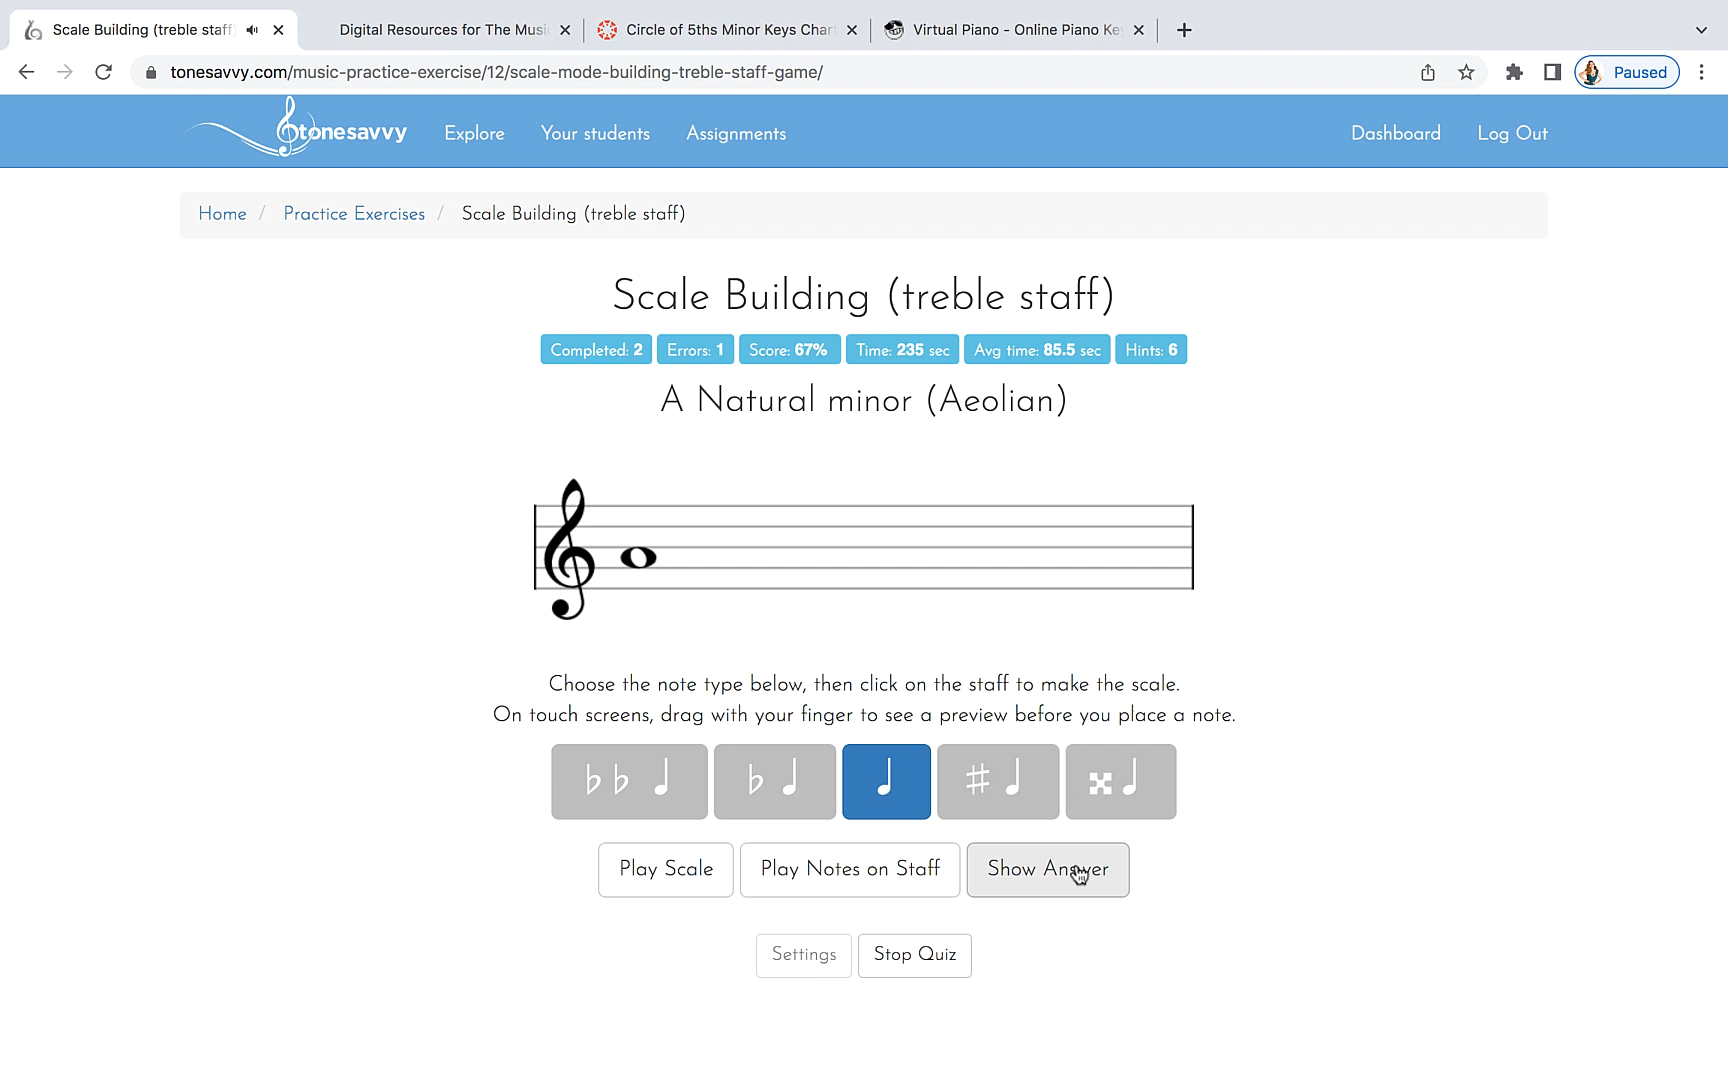 Scale Building (treble staff
Digital Resources for The Musi
Circle of 5ths Minor Keys Char
Virtual Piano - Online Piano Ke
tonesavvy.com/music-practice-exercise/12/scale-mode-building-treble-staff-game/
Paused
tonesavvy
Explore
Your students
Assignments
Dashboard
Log Out
Home / Practice Exercises / Scale Building (treble staff)
Scale Building (treble staff)
Completed: 2 Errors: 1 Score: 67% Time: 235 sec Avg time: 85.5 sec Hints: 6
A Natural minor (Aeolian)
Choose the note type below, then click on the staff to make the scale.
On touch screens, drag with your finger to see a preview before you place a note.
Play Scale
Play Notes on Staff
Show Answer
Settings
Stop Quiz